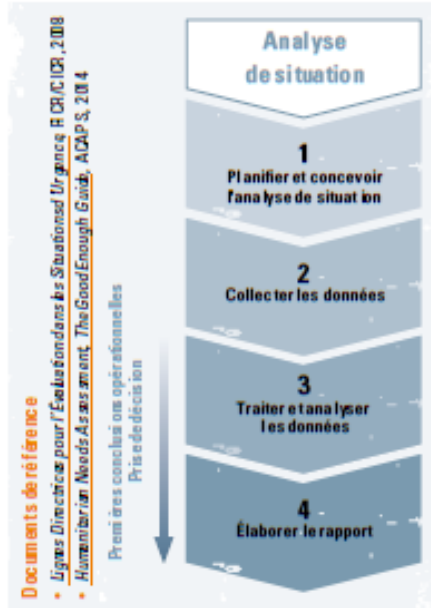 Analyse
de situation
1
Planifier et concevoir
l'analyse de situation
2
Collecter les données
3
Traiter et analyser
les données
4
Élaborer le rapport
Premières conclusions opérationnelles
Prise de décision
Documents de référence
• Lignes Directrices pour l'Évaluation dans les Situations d'Urgence, FICR/CICR, 2008
• Humanitarian Needs Assessment, The Good Enough Guide, ACAPS, 2014